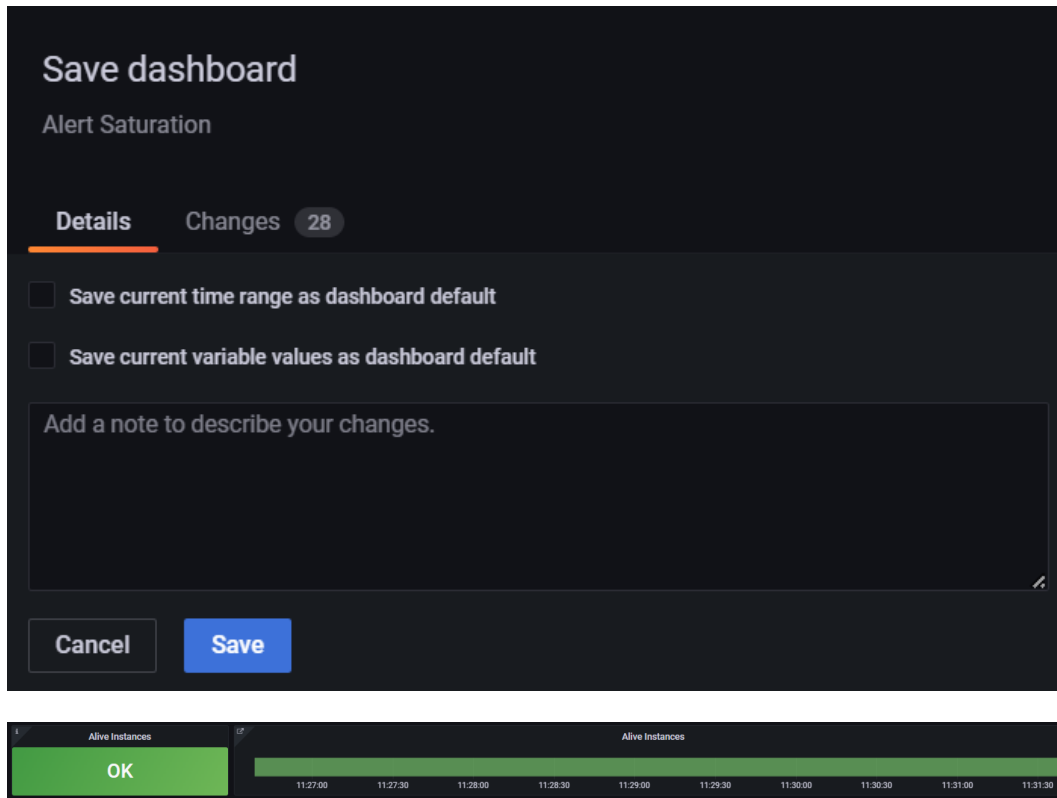 Save dashboard
Alert Saturation
Details Changes 28
Save current time range as dashboard default
Save current variable values as dashboard default
Add a note to describe your changes.
Cancel Save
i Alive Instances Alive Instances
OK
11:27:00 11:27:30 11:28:00 11:28:30 11:29:00 11:29:30 11:30:00 11:30:30 11:31:00 11:31:30